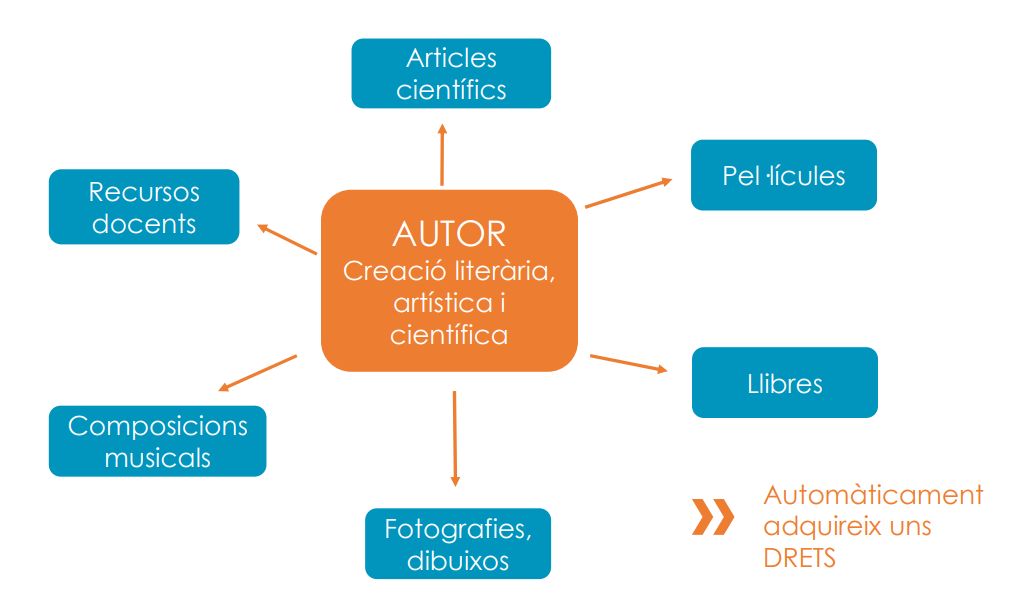 Articles
científics
Pel·lícules
Recursos
docents
AUTOR
Creació literària,
artística i
científica
Llibres
Composicions
musicals
Fotografies,
dibuixos
Automàticament
adquireix uns
DRETS